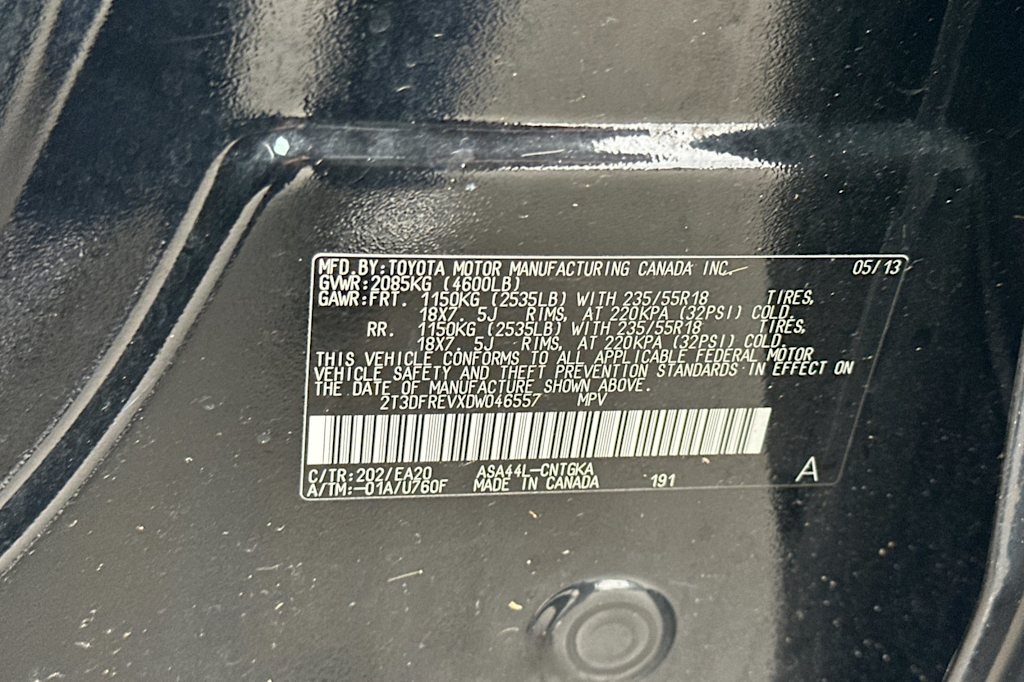 MFD.BY:TOYOTA MOTOR MANUFACTURING CANADA INC. 05/13
GVWR:2085KG (4600LB)
GAWR:FRT. 1150KG (2535LB) WITH 235/55R18 TIRES,
18X7. 5J RIMS, AT 220KPA (32PSI) COLD.
RR. 1150KG (2535LB) WITH 235/55R18 TIRES,
18X7. 5J RIMS, AT 220KPA (32PSI) COLD.
THIS VEHICLE CONFORMS TO ALL APPLICABLE FEDERAL MOTOR
VEHICLE SAFETY AND THEFT PREVENTION STANDARDS IN EFFECT ON
THE DATE OF MANUFACTURE SHOWN ABOVE.
2T3DFREVXDW046557 MPV
C/TR:202/EA20 ASA44L-CNTGKA
A/TM:-01A/U760F MADE IN CANADA 191 A